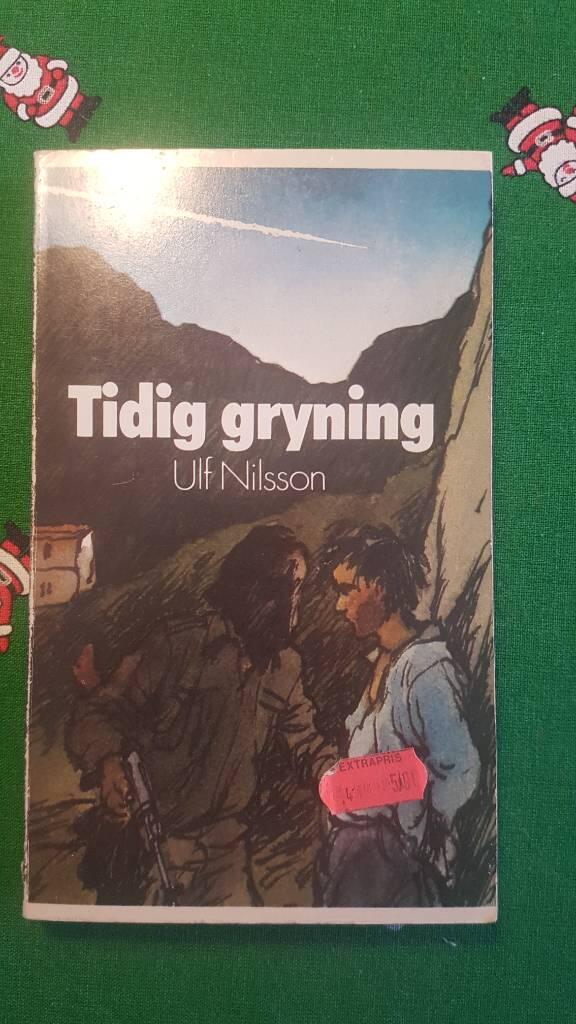 Tidig gryning
Ulf Nilsson
EXTRAPRIS